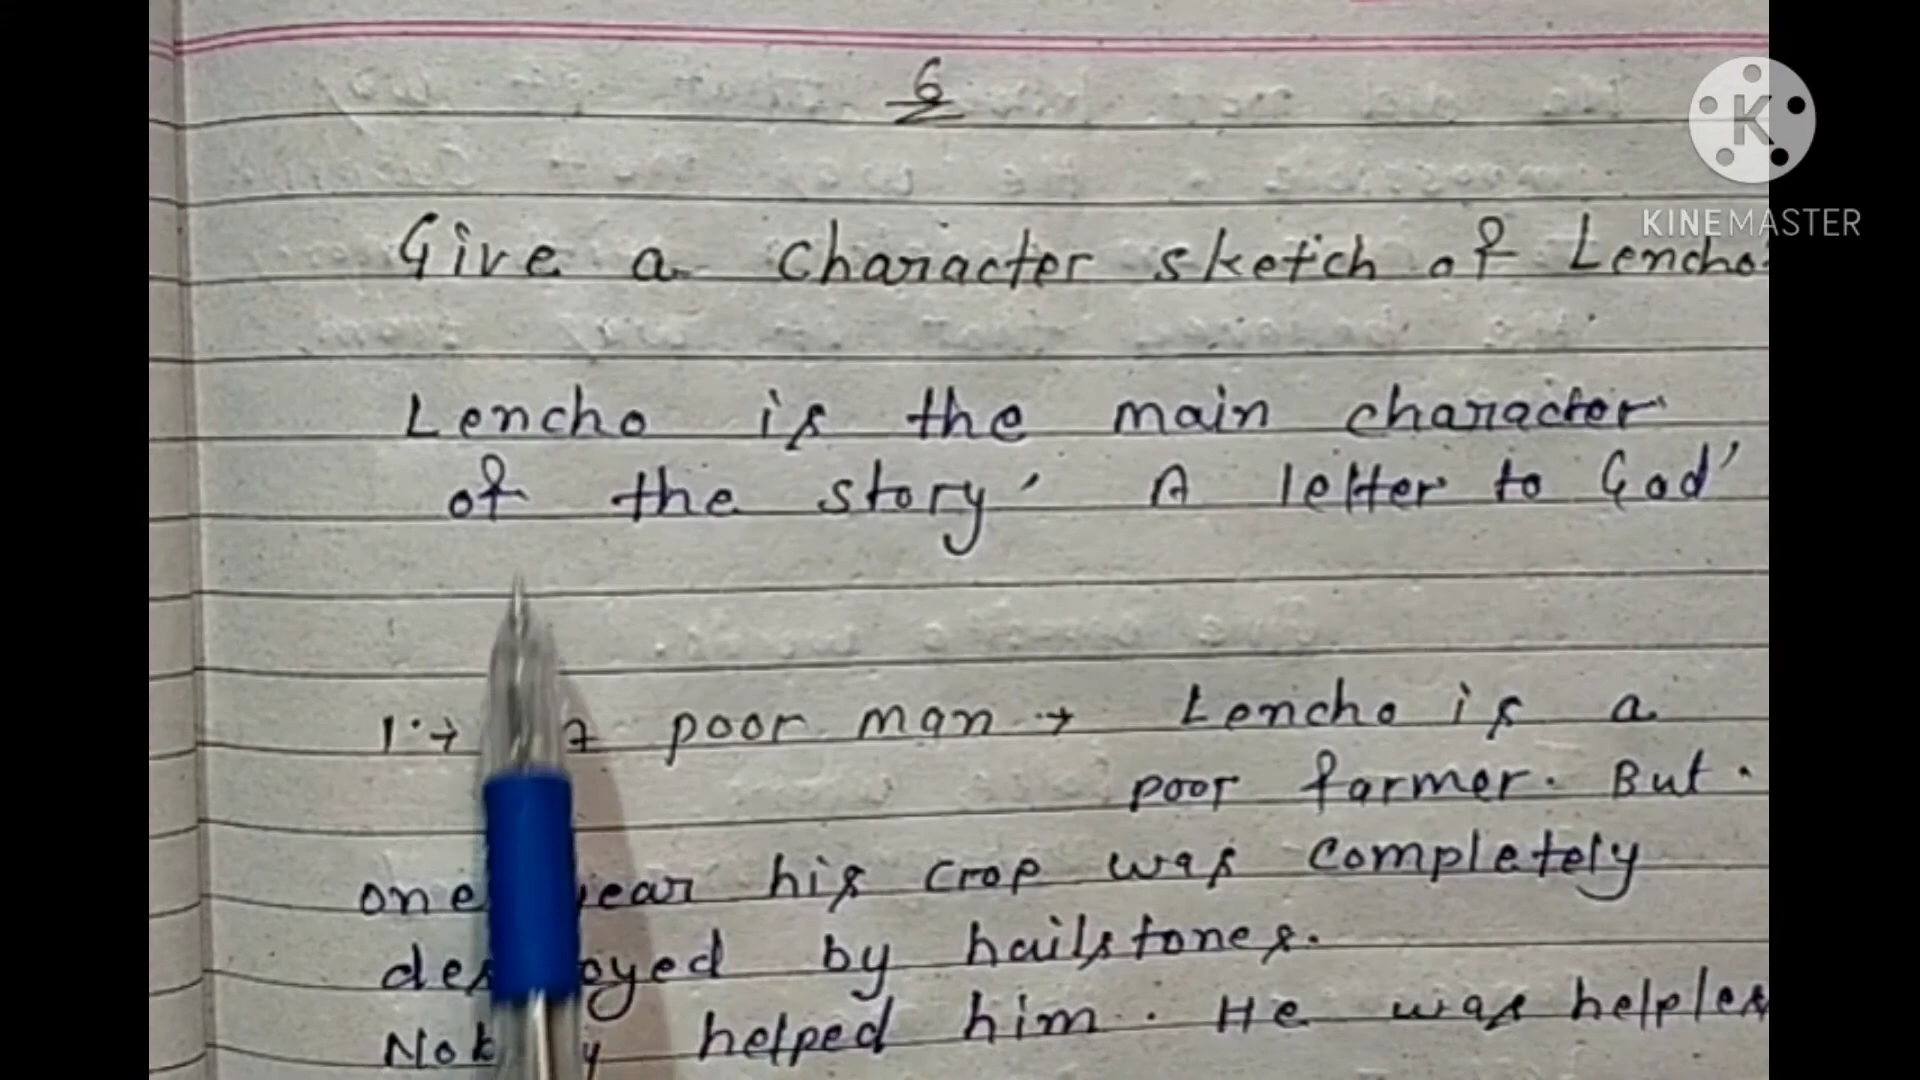 6
Give a character sketch of Lencho.
Lencho is the main character
of the story' A letter to God'
1.→ A poor man → Lencho is a
poor farmer. But.
one year his crop was completely
destroyed by hailstones.
Nobody helped him. He was helples
KINEMASTER